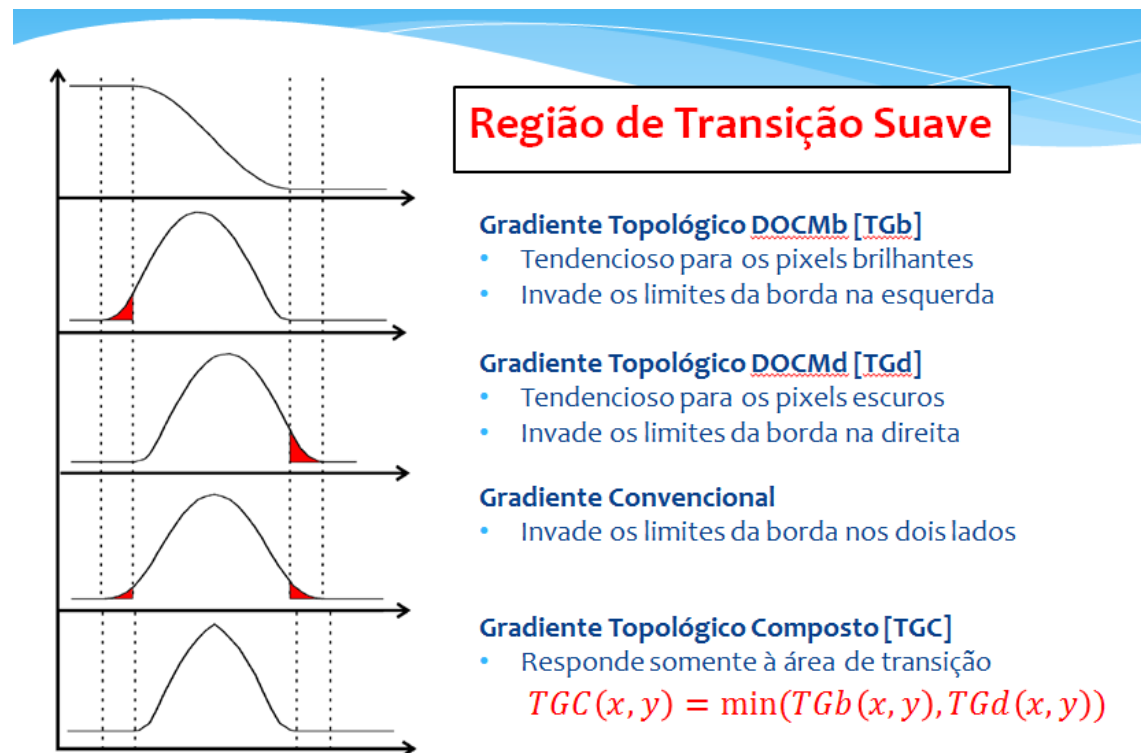 Região de Transição Suave
Gradiente Topológico DOCMb [TGb]
• Tendencioso para os pixels brilhantes
• Invade os limites da borda na esquerda
Gradiente Topológico DOCMd [TGd]
• Tendencioso para os pixels escuros
• Invade os limites da borda na direita
Gradiente Convencional
• Invade os limites da borda nos dois lados
Gradiente Topológico Composto [TGC]
• Responde somente à área de transição
TGC(x, y) = min(TGb(x, y), TGd(x, y))